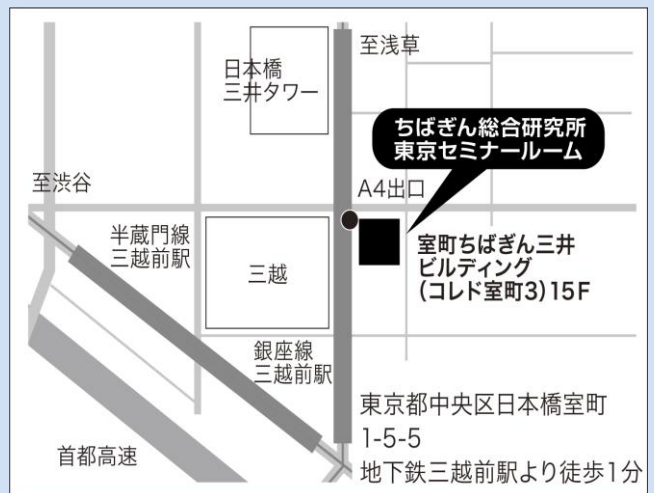 至浅草
日本橋
三井タワー
ちばぎん総合研究所
東京セミナールーム
至渋谷
A4出口
半蔵門線
三越前駅
三越
室町ちばぎん三井
ビルディング
(コレド室町3)15F
銀座線
三越前駅
東京都中央区日本橋室町
1-5-5
地下鉄三越前駅より徒歩1分
首都高速